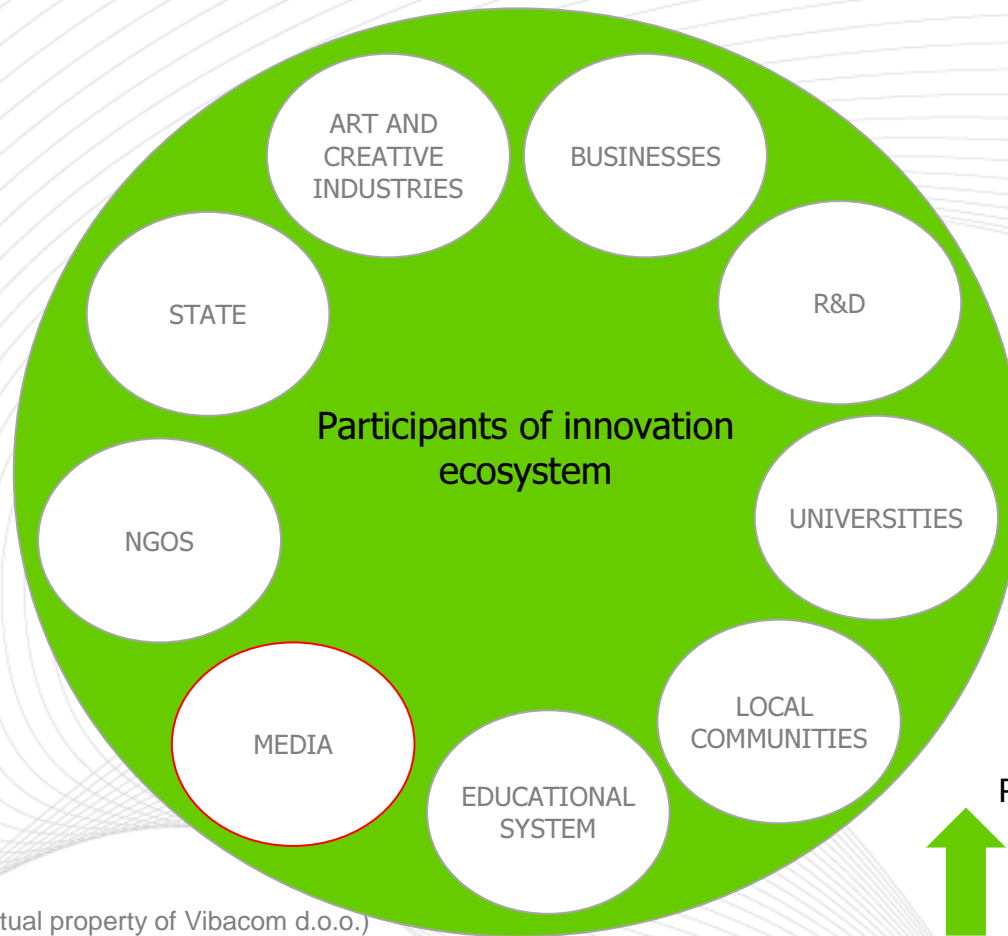 ART AND
CREATIVE
INDUSTRIES
BUSINESSES
STATE
R&D
Participants of innovation
ecosystem
UNIVERSITIES
NGOS
LOCAL
COMMUNITIES
MEDIA
EDUCATIONAL
SYSTEM
tual property of Vibacom d.o.o.)